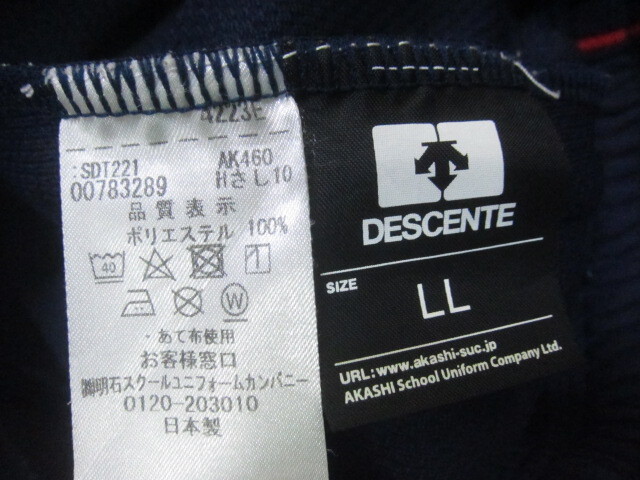 4223E
:SDT221 AK460
00783289 Hさし10
品質表示
ポリエステル 100%
40
W
・あて布使用
お客様窓口
㈱明石スクールユニフォームカンパニー
0120-203010
日本製
DESCENTE
SIZE
LL
URL:www.akashi-suc.jp
AKASHI School Uniform Company Ltd.